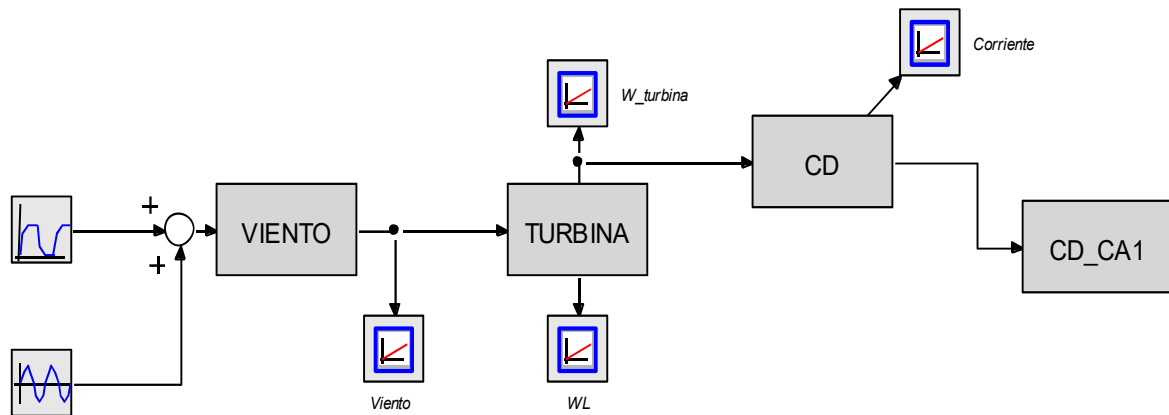 Corriente
W_turbina
CD
+
VIENTO
TURBINA
+
CD_CA1
Viento
WL